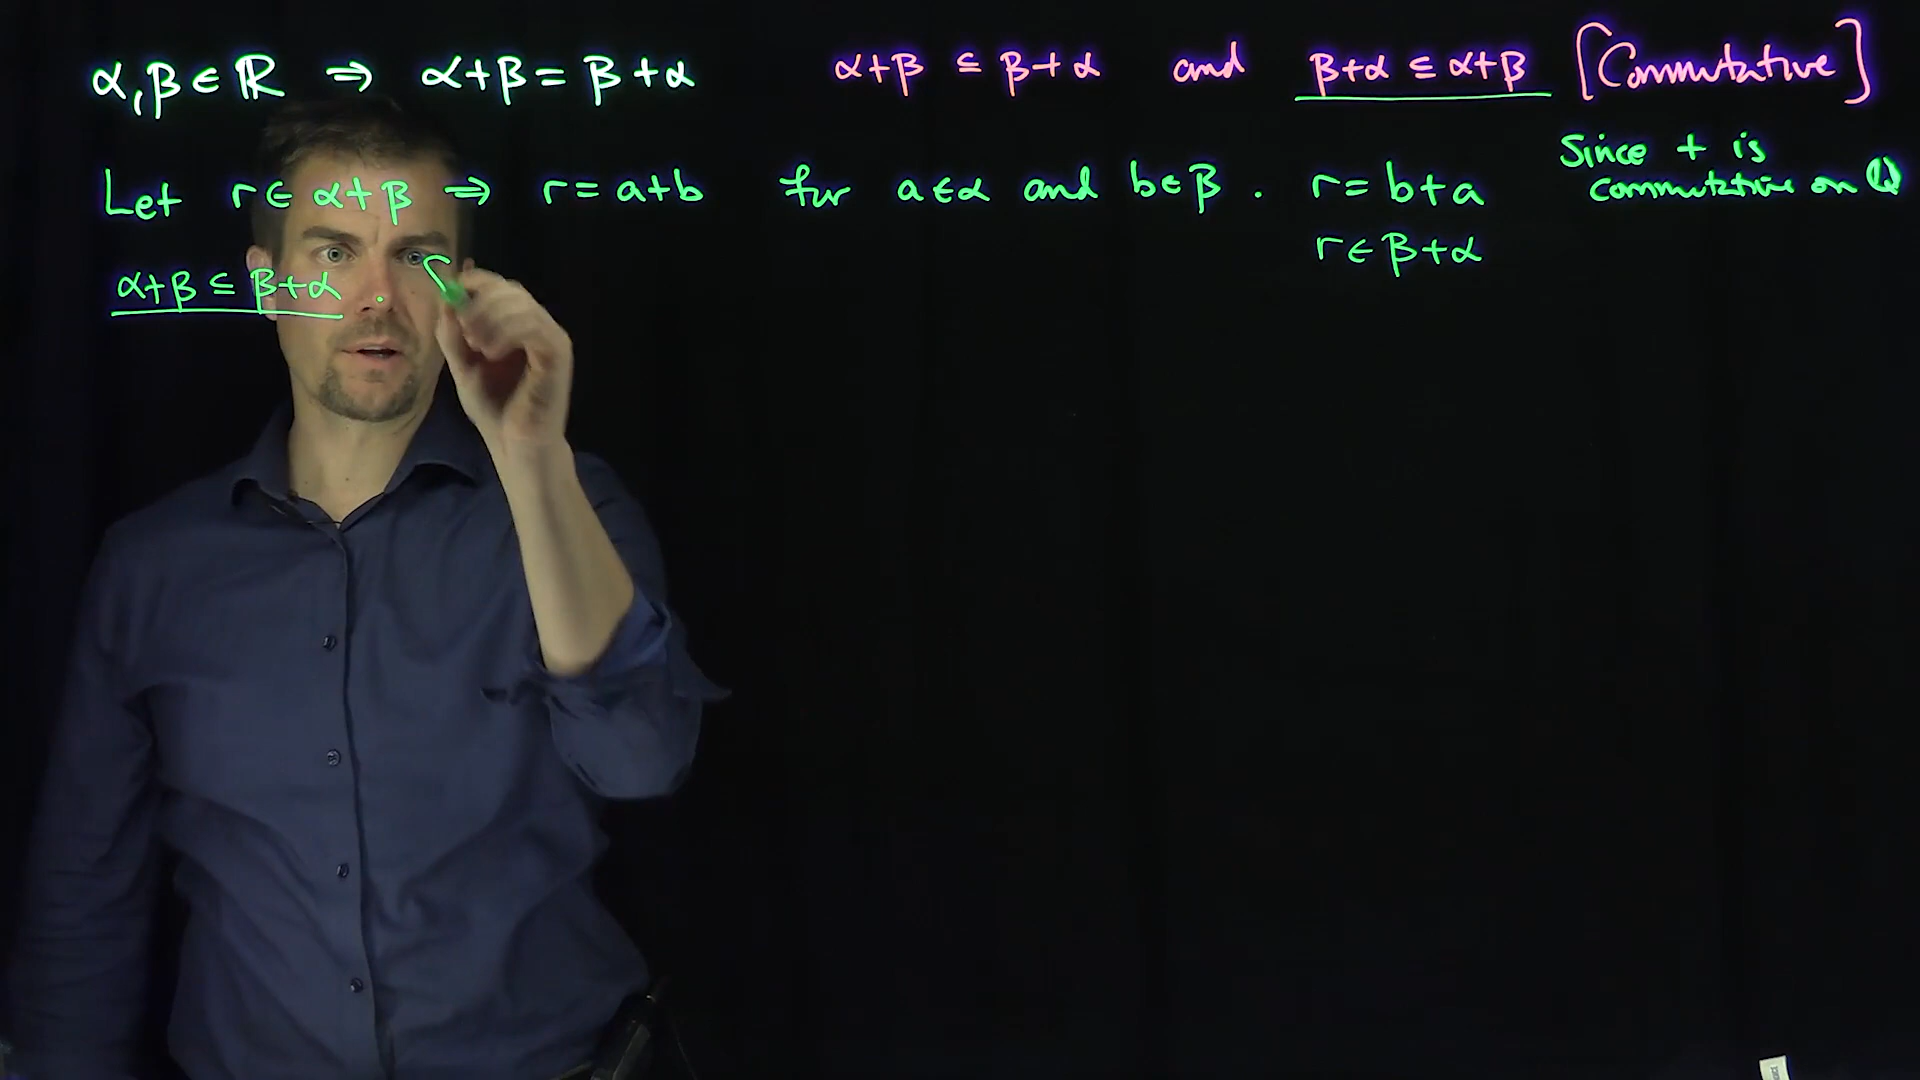 α,β ∈ ℝ ⇒ α+β = β+α α+β ⊆ β+α and β+α ⊆ α+β [Commutative]
Let r ∈ α+β ⇒ r = a+b for a ∈ α and b ∈ β . r = b+a Since + is commutative on ℚ
r ∈ β+α
α+β ⊆ β+α .